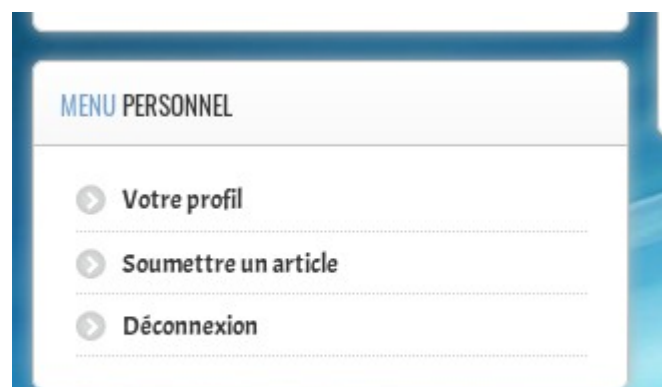 MENU PERSONNEL
Votre profil
Soumettre un article
Déconnexion